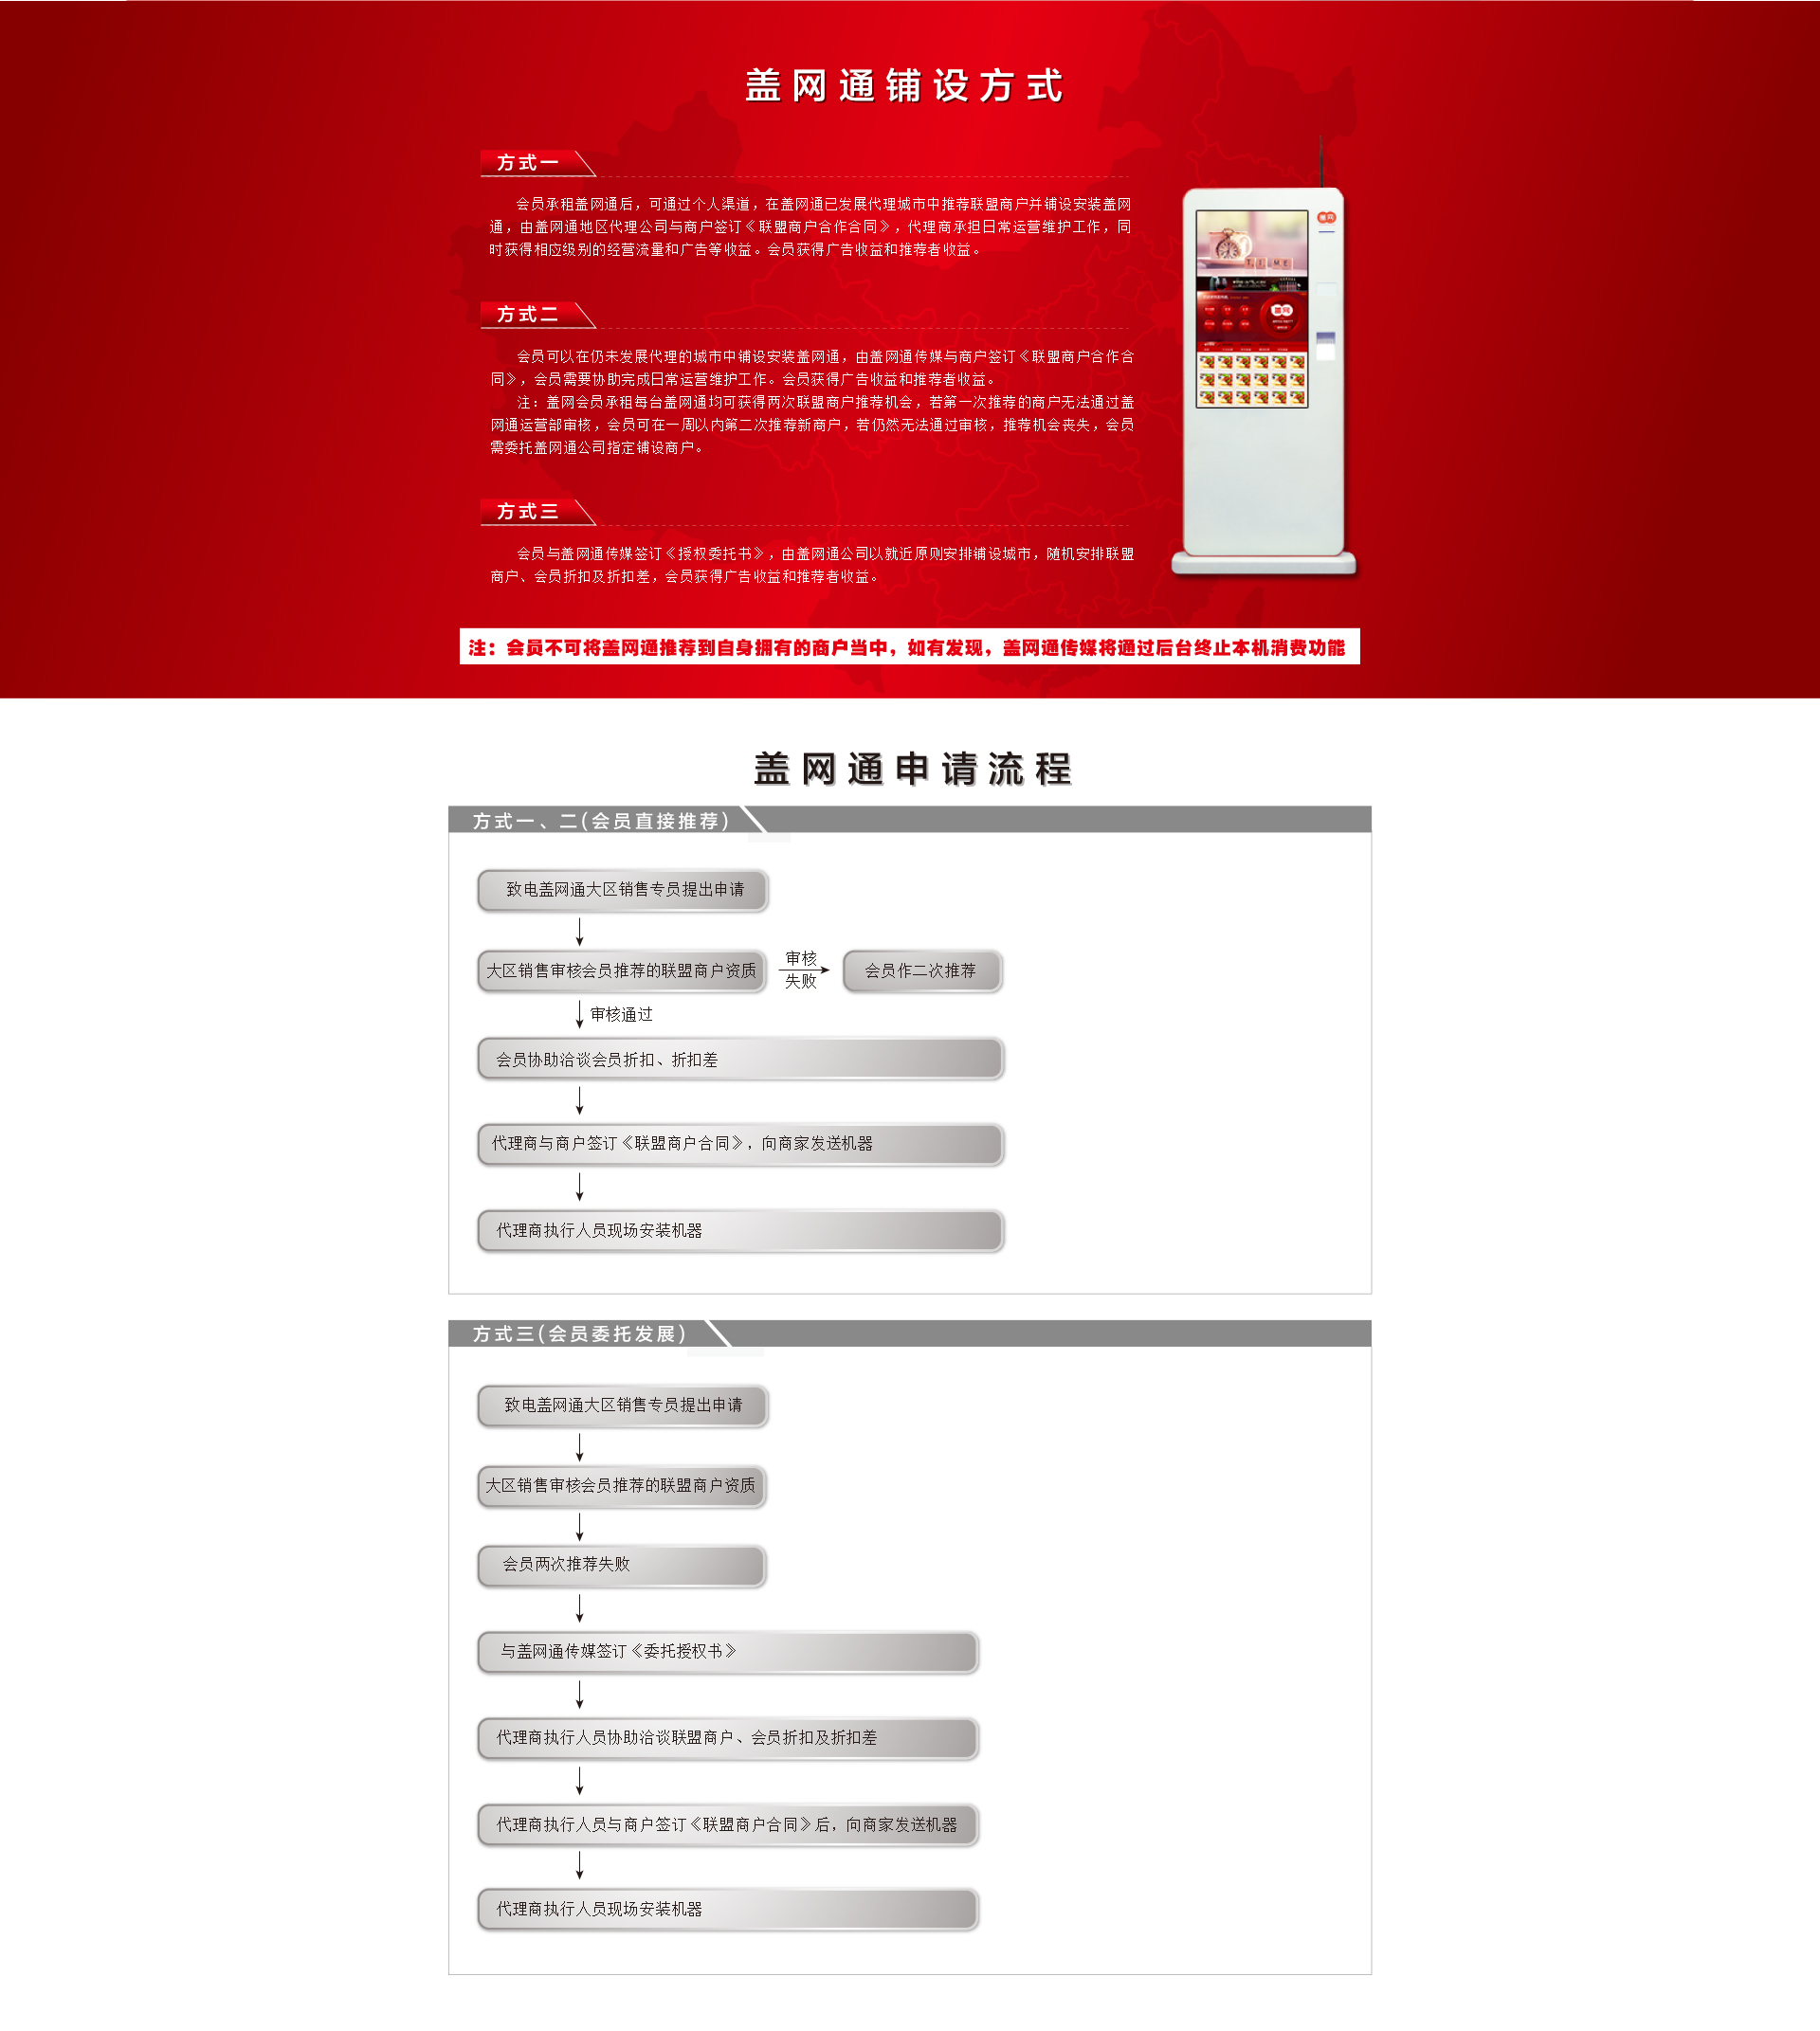 盖网通铺设方式
方式一
会员承租盖网通后，可通过个人渠道，在盖网通已发展代理城市中推荐联盟商户并铺设安装盖网
通，由盖网通地区代理公司与商户签订《联盟商户合作合同》，代理商承担日常运营维护工作，同
时获得相应级别的经营流量和广告等收益。会员获得广告收益和推荐者收益。
方式二
会员可以在仍未发展代理的城市中铺设安装盖网通，由盖网通传媒与商户签订《联盟商户合作合
同》，会员需要协助完成日常运营维护工作。会员获得广告收益和推荐者收益。
注：盖网会员承租每台盖网通均可获得两次联盟商户推荐机会，若第一次推荐的商户无法通过盖
网通运营部审核，会员可在一周以内第二次推荐新商户，若仍然无法通过审核，推荐机会丧失，会员
需委托盖网通公司指定铺设商户。
方式三
会员与盖网通传媒签订《授权委托书》，由盖网通公司以就近原则安排铺设城市，随机安排联盟
商户、会员折扣及折扣差，会员获得广告收益和推荐者收益。
盖网
TIME
盖网
注：会员不可将盖网通推荐到自身拥有的商户当中，如有发现，盖网通传媒将通过后台终止本机消费功能
盖网通申请流程
方式一、二(会员直接推荐)
致电盖网通大区销售专员提出申请
大区销售审核会员推荐的联盟商户资质
审核
失败
会员作二次推荐
审核通过
会员协助洽谈会员折扣、折扣差
代理商与商户签订《联盟商户合同》，向商家发送机器
代理商执行人员现场安装机器
方式三(会员委托发展)
致电盖网通大区销售专员提出申请
大区销售审核会员推荐的联盟商户资质
会员两次推荐失败
与盖网通传媒签订《委托授权书》
代理商执行人员协助洽谈联盟商户、会员折扣及折扣差
代理商执行人员与商户签订《联盟商户合同》后，向商家发送机器
代理商执行人员现场安装机器